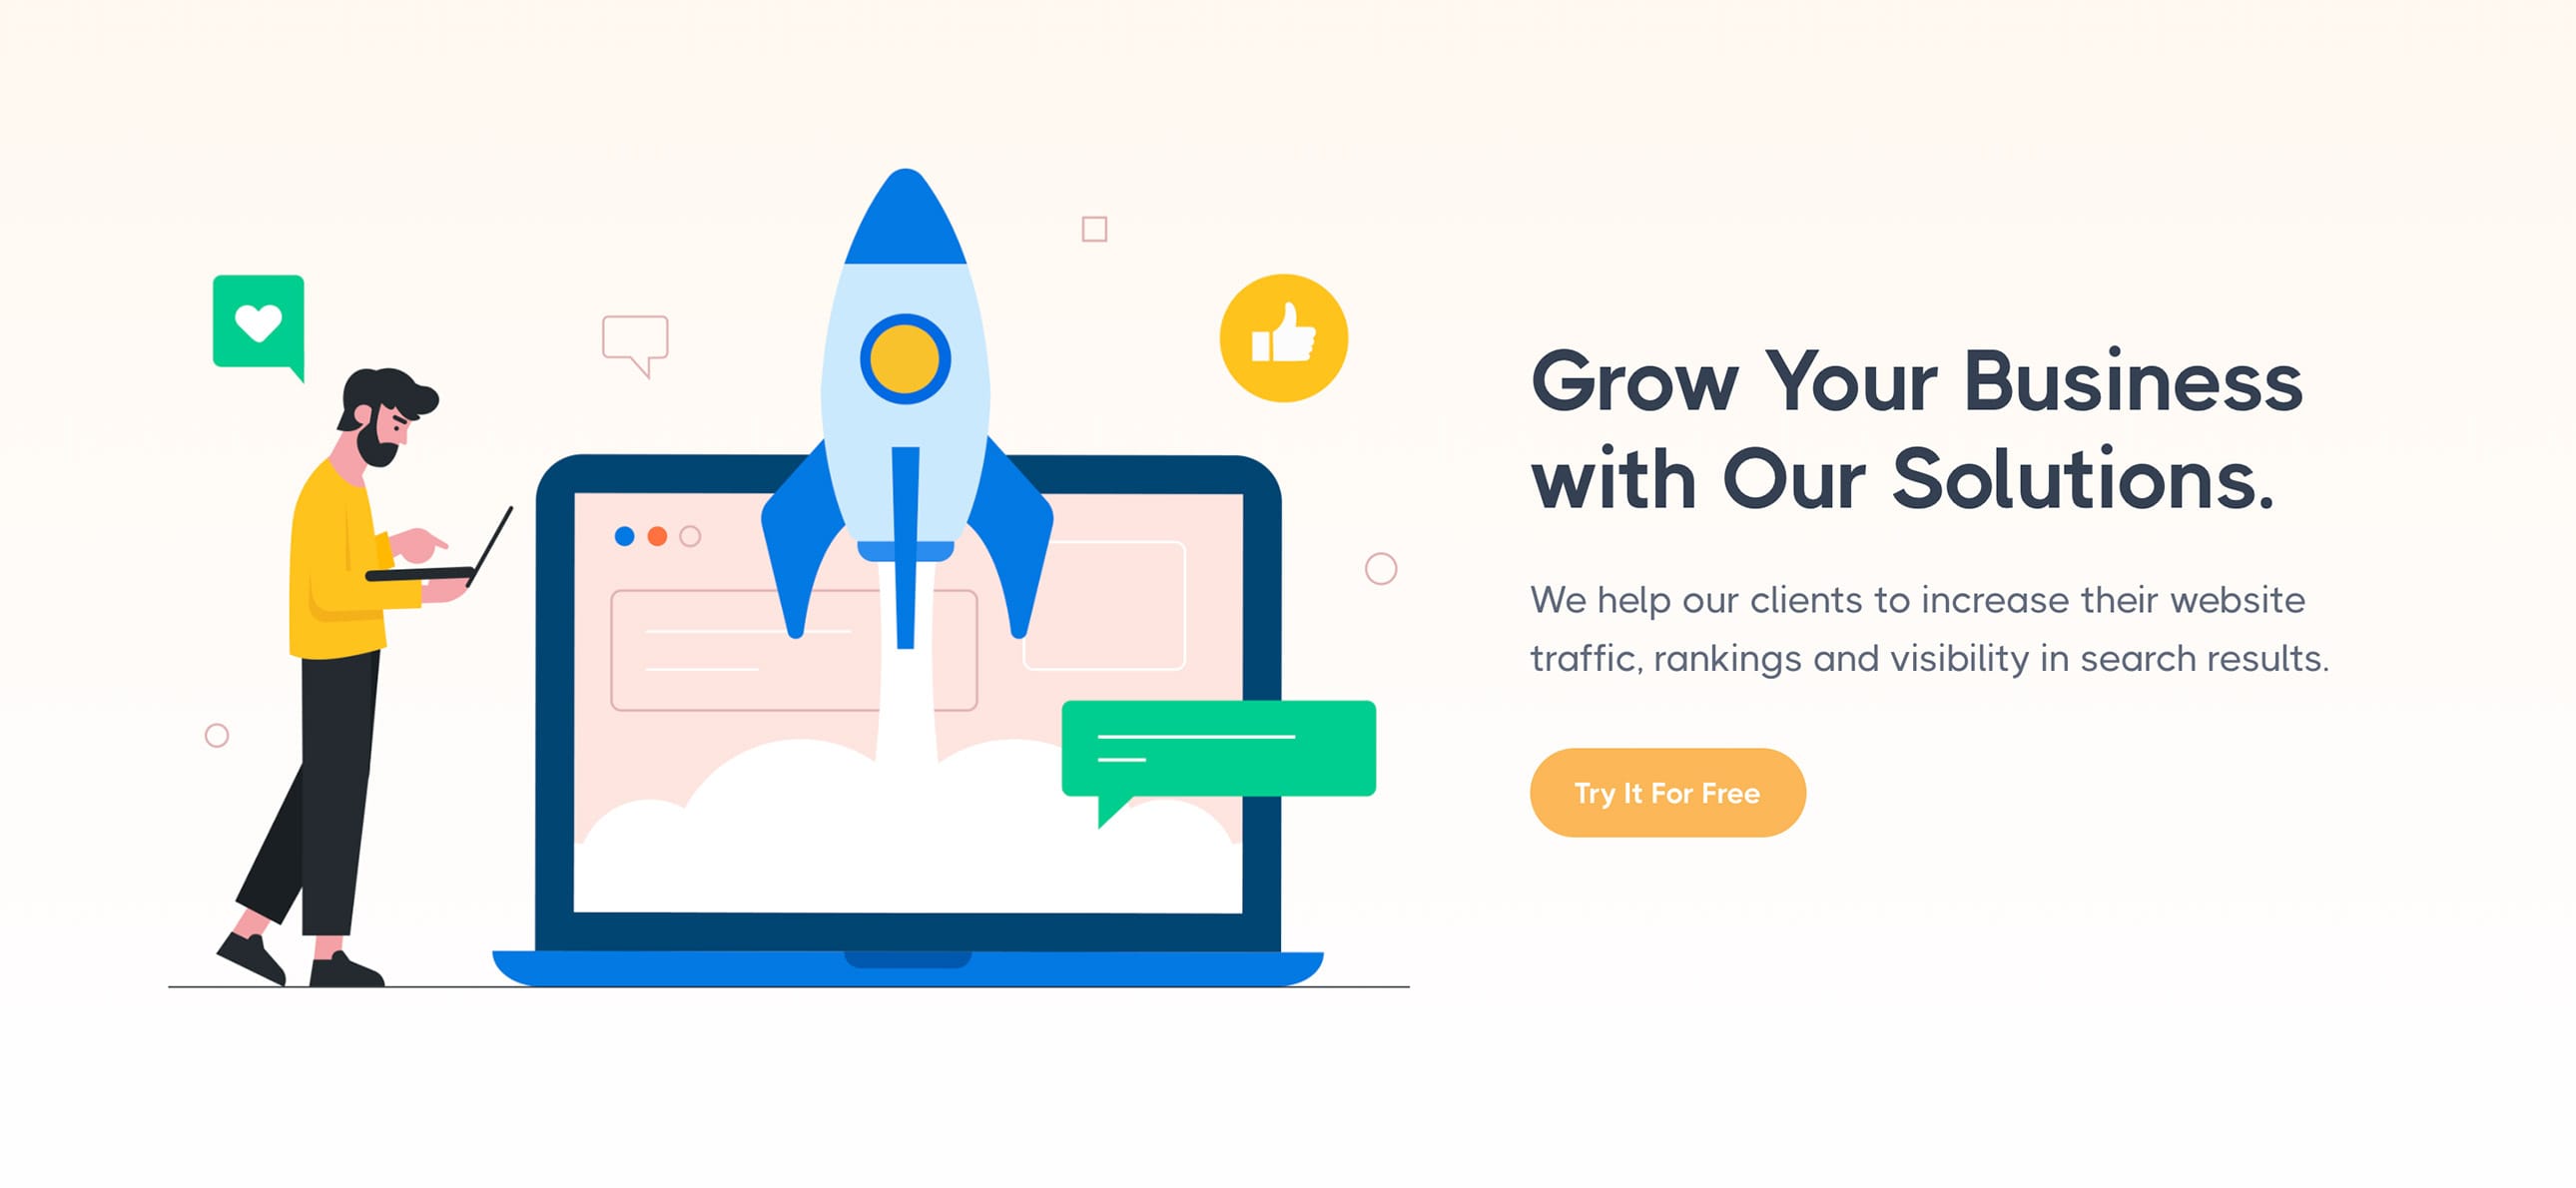 Grow Your Business
with Our Solutions.
We help our clients to increase their website
traffic, rankings and visibility in search results.
Try It For Free